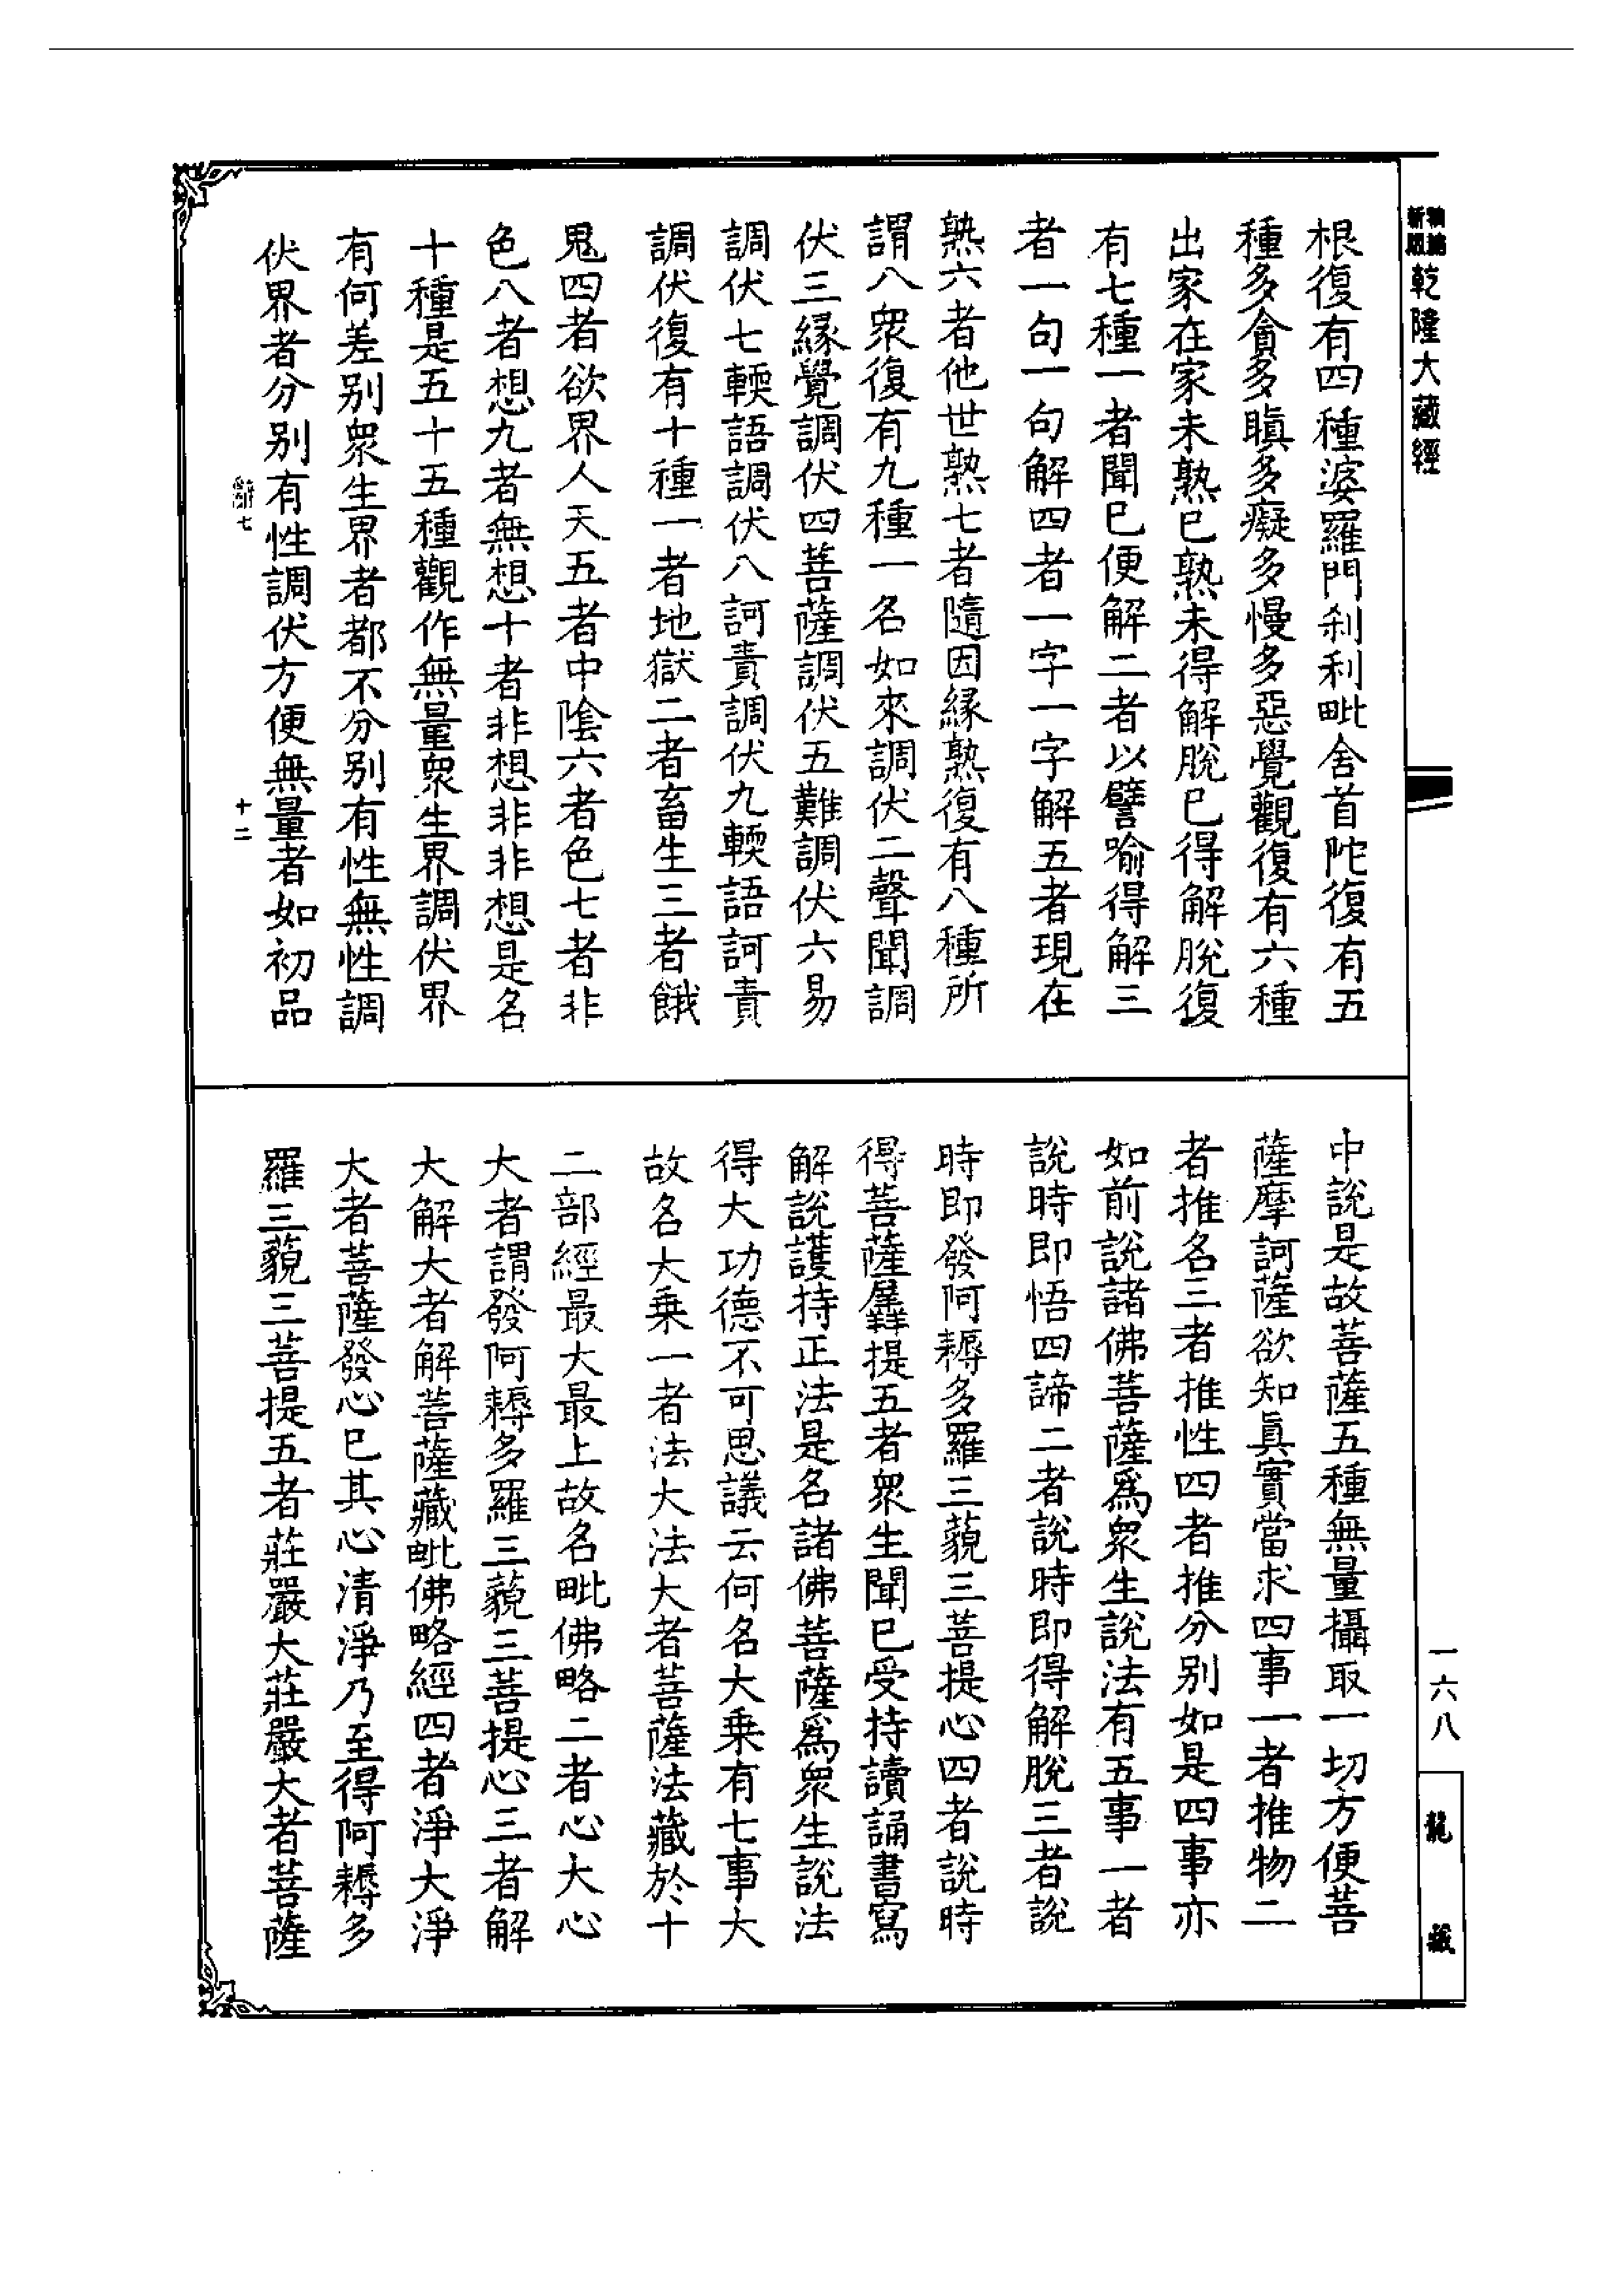 新編
縮版
乾隆大藏經
根復有四種婆羅門刹利毗舍首陀復有五
種多貪多瞋多癡多慢多惡覺觀復有六種
出家在家未熟已熟未得解脫已得解脫復
有七種一者聞已便解二者以譬喻得解三
者一句一句解四者一字一字解五者現在
熟六者他世熟七者隨因緣熟復有八種所
謂八衆復有九種一名如來調伏二聲聞調
伏三緣覺調伏四菩薩調伏五難調伏六易
調伏七輭語調伏八訶責調伏九輭語訶責
調伏復有十種一者地獄二者畜生三者餓
鬼四者欲界人天五者中陰六者色七者非
色八者想九者無想十者非想非非想是名
十種是五十五種觀作無量衆生界調伏界
有何差别衆生界者都不分别有性無性調
伏界者分别有性調伏方便無量者如初品
七
十二
中說是故菩薩五種無量攝取一切方便菩
薩摩訶薩欲知眞實當求四事一者推物二
者推名三者推性四者推分别如是四事亦
如前說諸佛菩薩爲衆生說法有五事一者
說時即悟四諦二者說時即得解脫三者說
時即發阿耨多羅三藐三菩提心四者說時
得菩薩羼提五者衆生聞已受持讀誦書寫
解說護持正法是名諸佛菩薩爲衆生說法
得大功德不可思議云何名大乘有七事大
故名大乘一者法大法大者菩薩法藏於十
二部經最大最上故名毗佛略二者心大心
大者謂發阿耨多羅三藐三菩提心三者解
大解大者解菩薩藏毗佛略經四者淨大淨
大者菩薩發心已其心清淨乃至得阿耨多
羅三藐三菩提五者莊嚴大莊嚴大者菩薩
一六八
龍藏